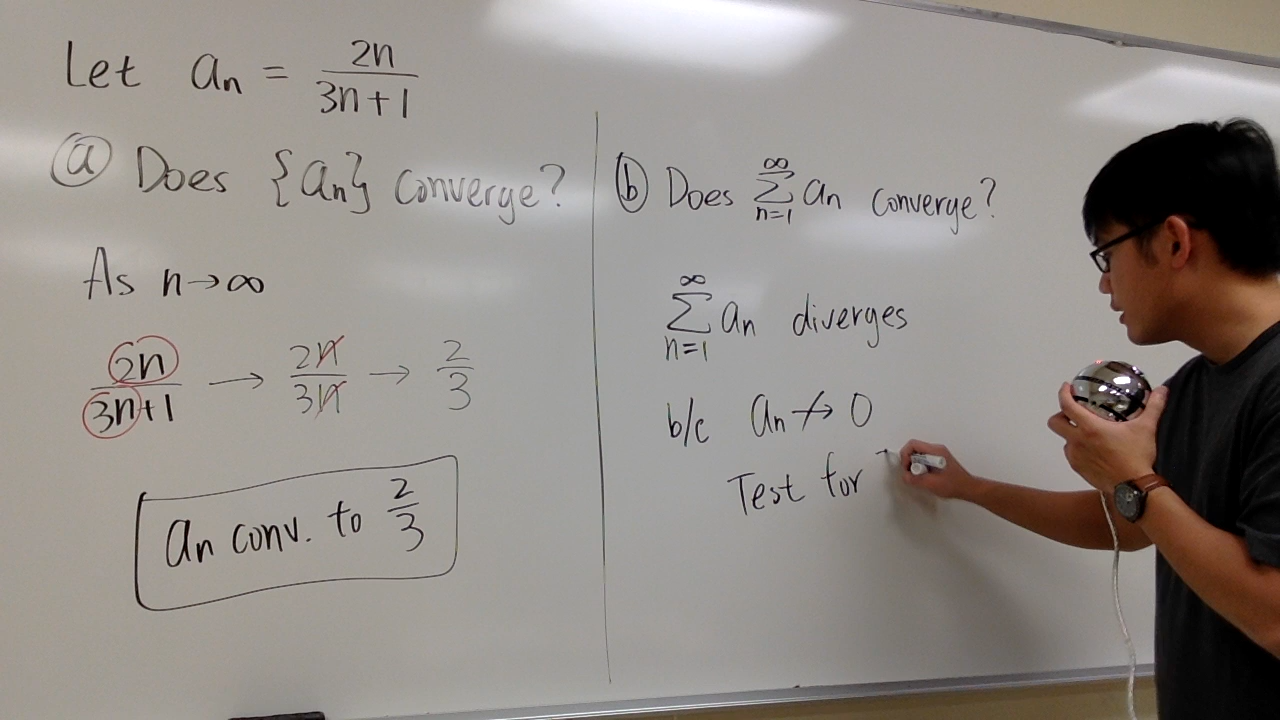 Let an = 2n / 3n+1
ⓐ Does {an} converge?
As n→∞
2n / 3n+1 → 2n / 3n → 2 / 3
an conv. to 2/3
ⓑ Does ∞ Σ n=1 an converge?
∞ Σ n=1 an diverges
b/c an ↛ 0
Test for